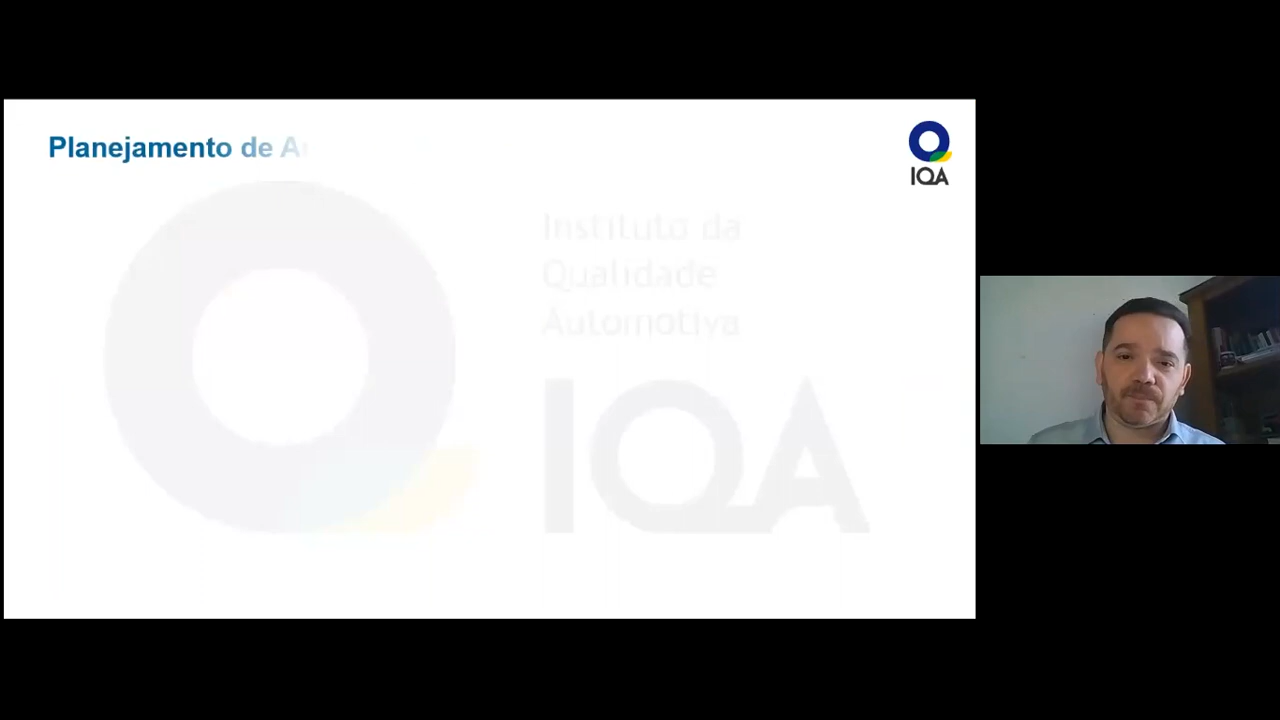 Planejamento de
IQA
Instituto da
Qualidade
Automotiva
IQA